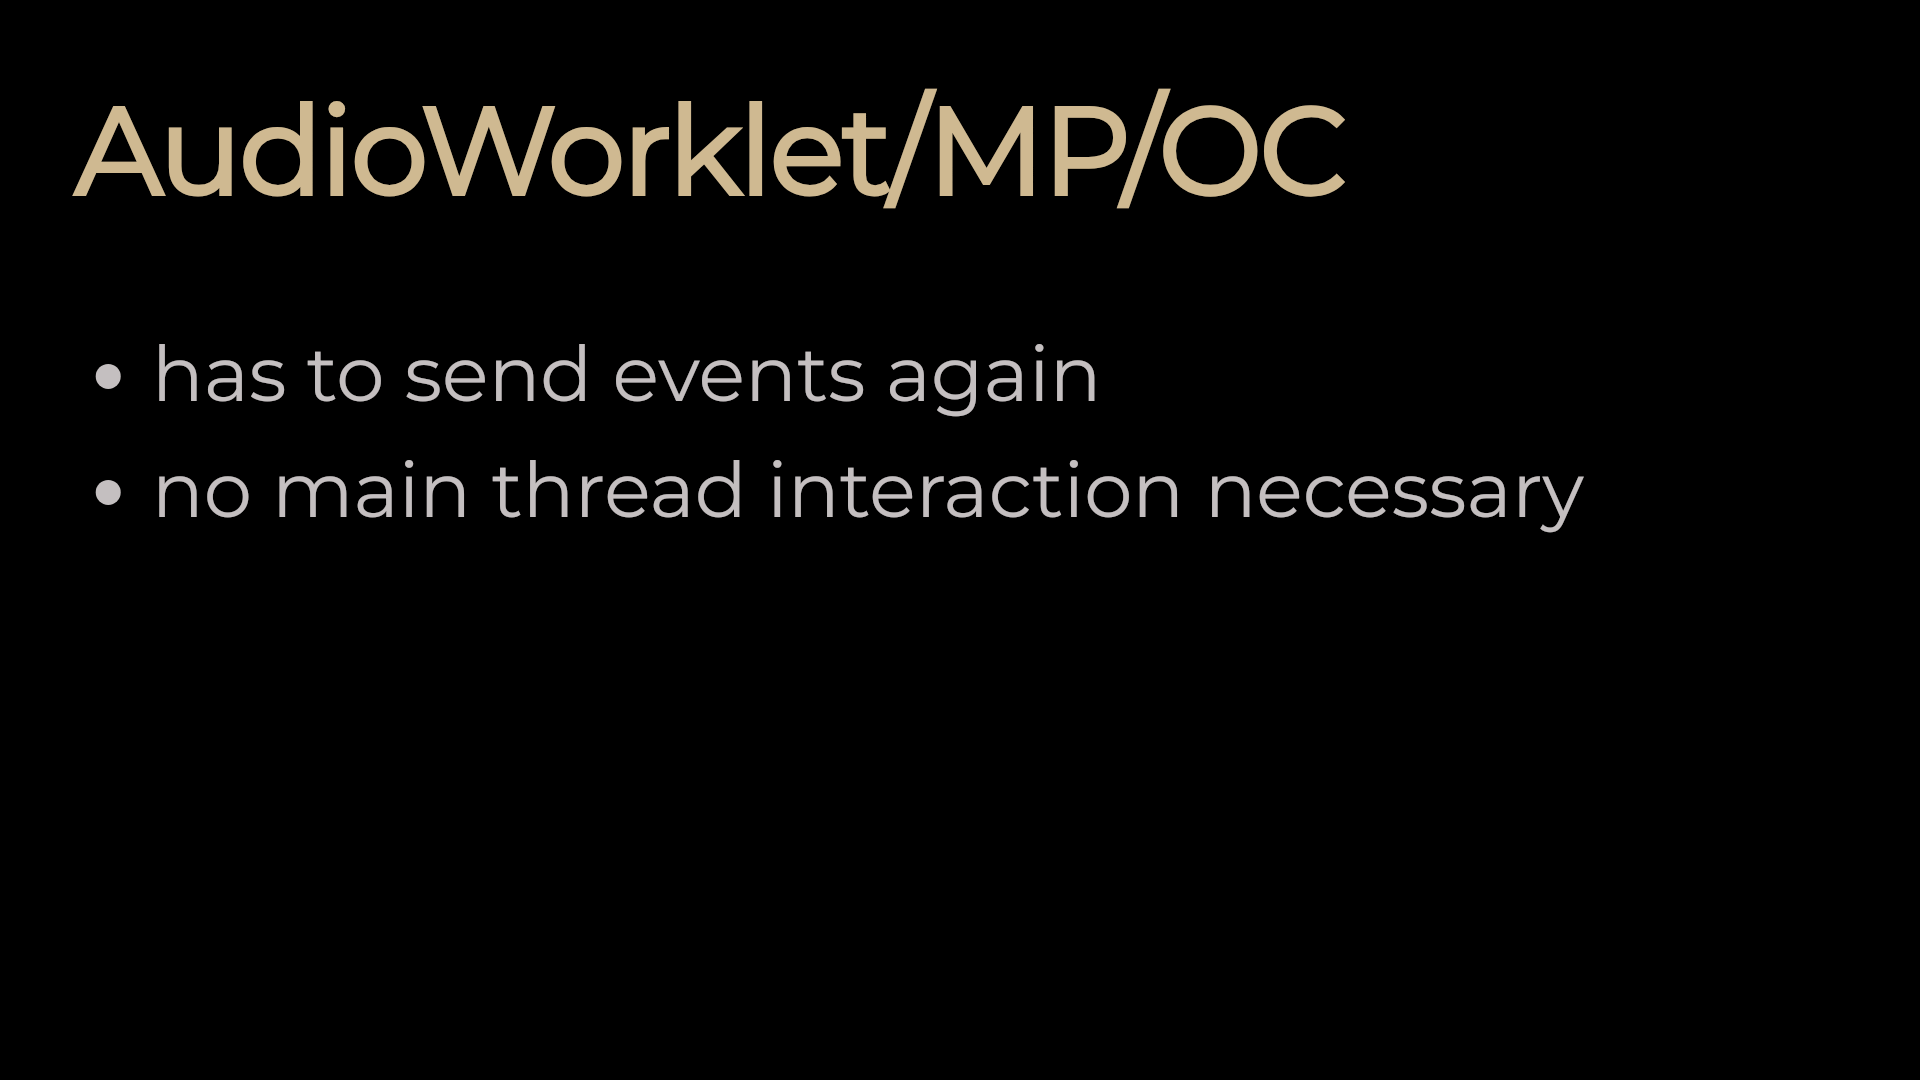 AudioWorklet/MP/OC
• has to send events again
• no main thread interaction necessary